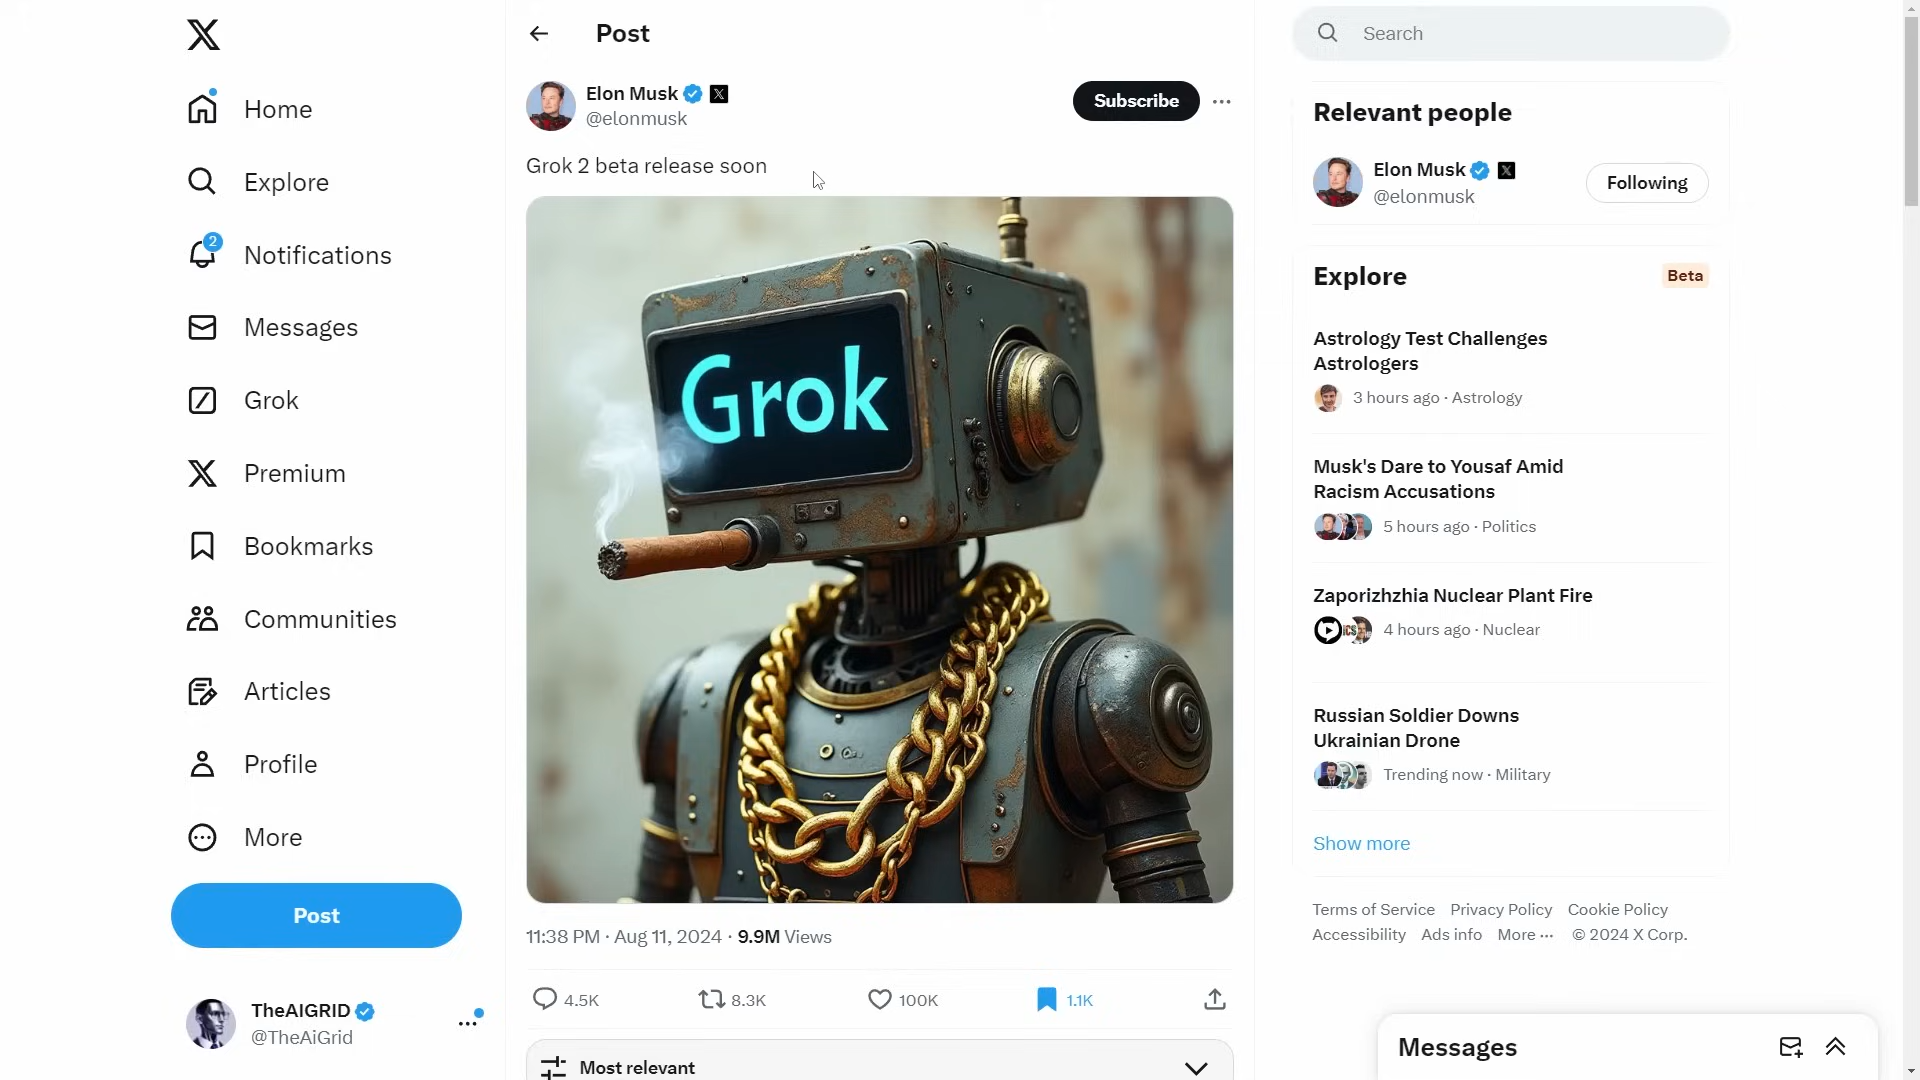 Home
Explore
2
Notifications
Messages
Grok
Premium
Bookmarks
Communities
Articles
Profile
More
Post
TheAIGRID
@TheAiGrid
Post
Elon Musk
@elonmusk
Subscribe
Grok 2 beta release soon
Grok
11:38 PM · Aug 11, 2024 · 9.9M Views
4.5K 8.3K 100K 1.1K
Most relevant
Search
Relevant people
Elon Musk
@elonmusk
Following
Explore
Beta
Astrology Test Challenges
Astrologers
3 hours ago · Astrology
Musk's Dare to Yousaf Amid
Racism Accusations
5 hours ago · Politics
Zaporizhzhia Nuclear Plant Fire
4 hours ago · Nuclear
Russian Soldier Downs
Ukrainian Drone
Trending now · Military
Show more
Terms of Service Privacy Policy Cookie Policy
Accessibility Ads info More ··· © 2024 X Corp.
Messages